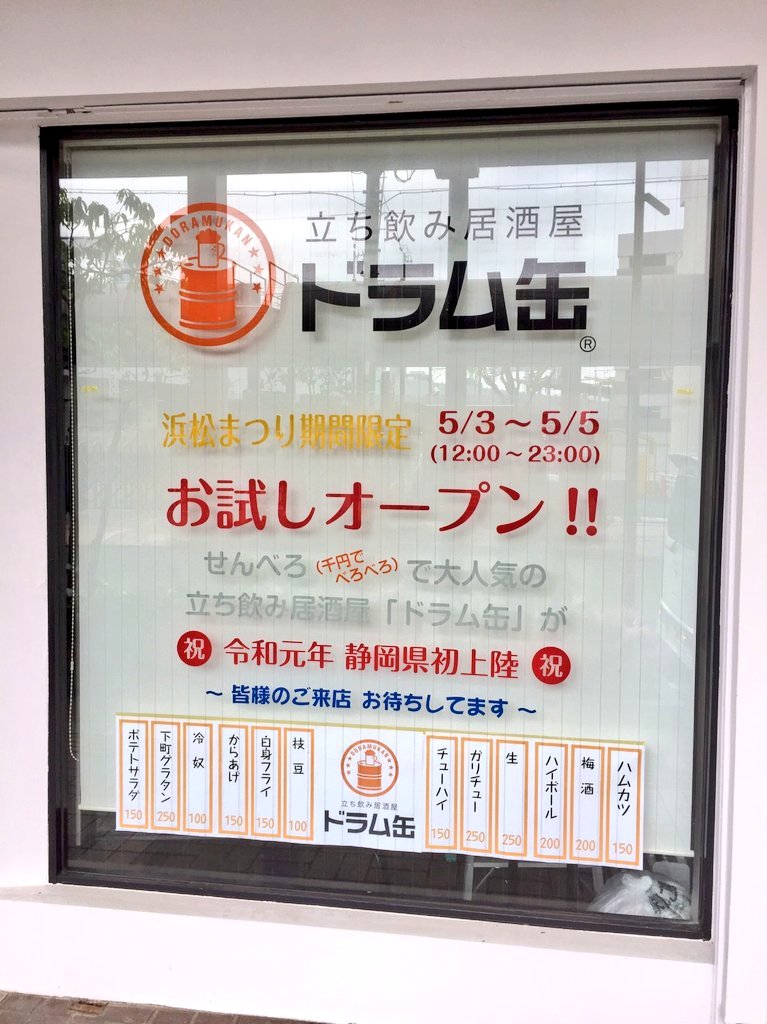 DORAMUKAN
立ち飲み居酒屋
ドラム缶
®
浜松まつり期間限定 5/3～5/5
(12:00～23:00)
お試しオープン!!
せんべろ(千円でべろべろ)で大人気の
立ち飲み居酒屋「ドラム缶」が
祝 令和元年 静岡県初上陸 祝
～ 皆様のご来店 お待ちしてます ～
ポテトサラダ 150
下町グラタン 250
冷奴 100
からあげ 150
白身フライ 150
枝豆 100
DORAMUKAN
立ち飲み居酒屋
ドラム缶
チューハイ 150
ガリチュー 250
生 250
ハイボール 200
梅酒 200
ハムカツ 150